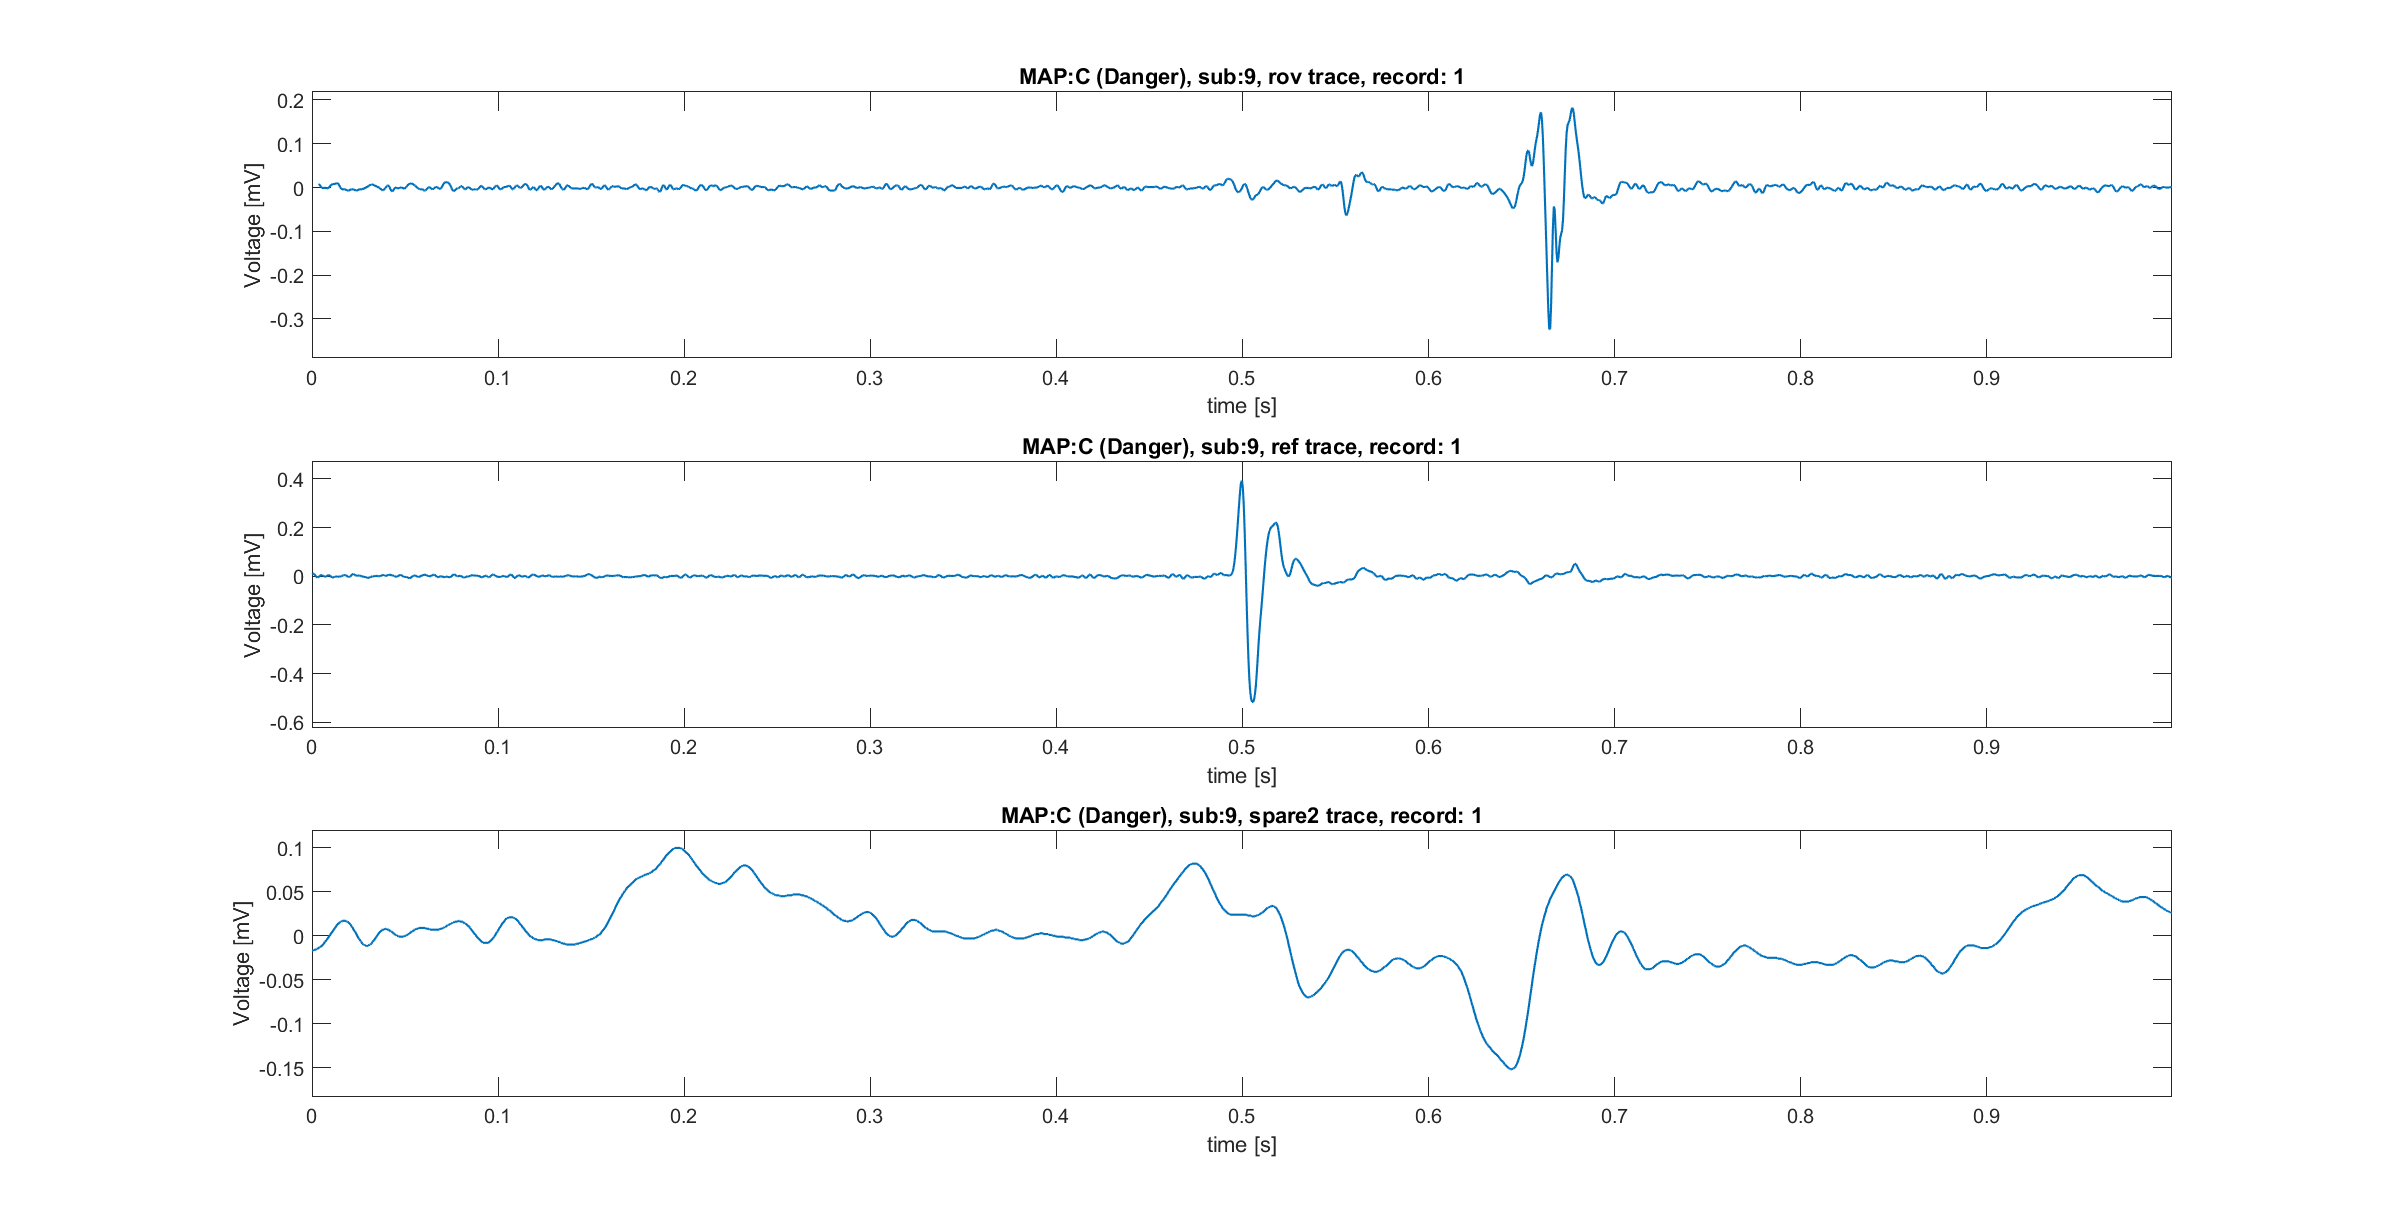 MAP:C (Danger), sub:9, rov trace, record: 1
0.2
0.1
0
-0.1
-0.2
-0.3
Voltage [mV]
0 0.1 0.2 0.3 0.4 0.5 0.6 0.7 0.8 0.9
time [s]
MAP:C (Danger), sub:9, ref trace, record: 1
0.4
0.2
0
-0.2
-0.4
-0.6
Voltage [mV]
0 0.1 0.2 0.3 0.4 0.5 0.6 0.7 0.8 0.9
time [s]
MAP:C (Danger), sub:9, spare2 trace, record: 1
0.1
0.05
0
-0.05
-0.1
-0.15
Voltage [mV]
0 0.1 0.2 0.3 0.4 0.5 0.6 0.7 0.8 0.9
time [s]